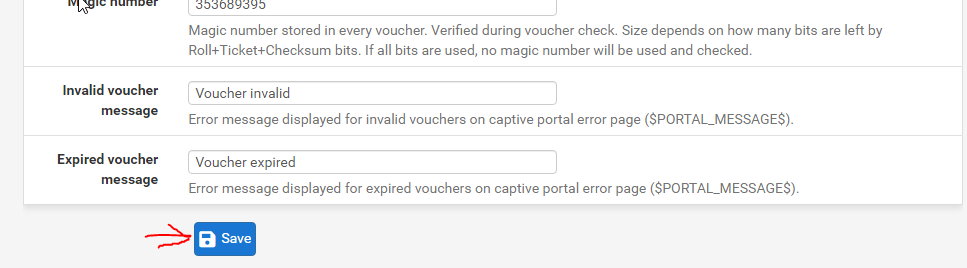 Magic number
353689395
Magic number stored in every voucher. Verified during voucher check. Size depends on how many bits are left by
Roll+Ticket+Checksum bits. If all bits are used, no magic number will be used and checked.
Invalid voucher
message
Voucher invalid
Error message displayed for invalid vouchers on captive portal error page ($PORTAL_MESSAGE$).
Expired voucher
message
Voucher expired
Error message displayed for expired vouchers on captive portal error page ($PORTAL_MESSAGE$).
Save